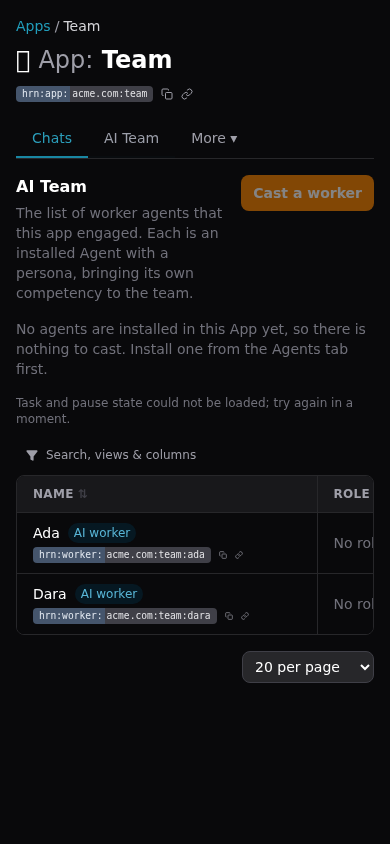 Apps / Team
App: Team
hrn:app: acme.com:team
Chats
AI Team
More ▾
AI Team
Cast a worker
The list of worker agents that
this app engaged. Each is an
installed Agent with a
persona, bringing its own
competency to the team.
No agents are installed in this App yet, so there is
nothing to cast. Install one from the Agents tab
first.
Task and pause state could not be loaded; try again in a
moment.
Search, views & columns
NAME ⇅
ROLE
Ada AI worker
hrn:worker: acme.com:team:ada
No rol
Dara AI worker
hrn:worker: acme.com:team:dara
No rol
20 per page